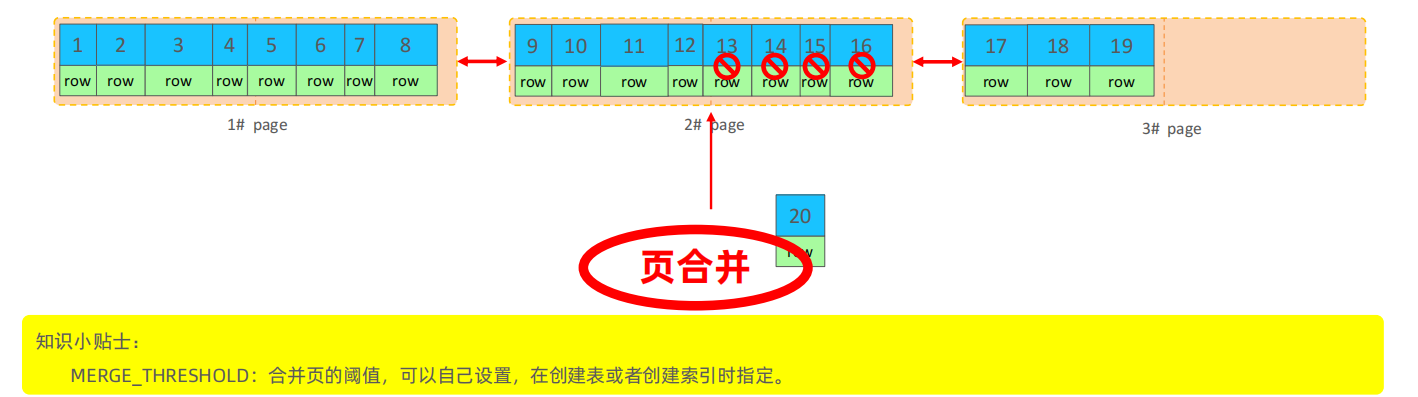 1 2 3 4 5 6 7 8
row row row row row row row row
1# page
9 10 11 12 13 14 15 16
row row row row row row row row
2# page
17 18 19
row row row
3# page
20
row
页合并
知识小贴士：
MERGE_THRESHOLD：合并页的阈值，可以自己设置，在创建表或者创建索引时指定。